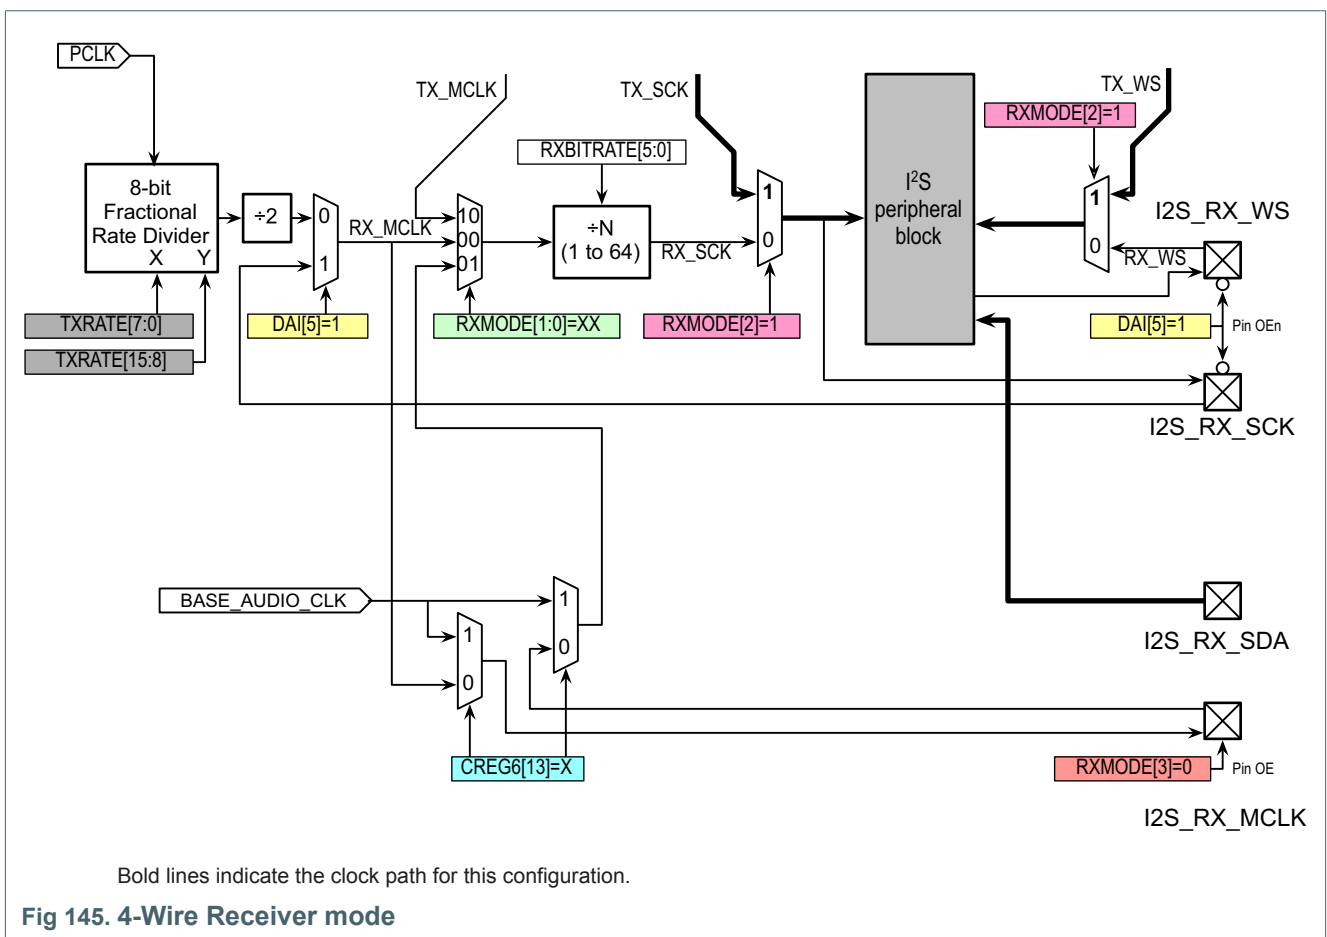 PCLK
TX_MCLK
TX_SCK
TX_WS
RXMODE[2]=1
RXBITRATE[5:0]
8-bit
Fractional
Rate Divider
X Y
÷2
0
1
RX_MCLK
10
00
01
÷N
(1 to 64)
RX_SCK
1
0
I²S
peripheral
block
1
0
RX_WS
I2S_RX_WS
TXRATE[7:0]
DAI[5]=1
RXMODE[1:0]=XX
RXMODE[2]=1
DAI[5]=1
Pin OEn
TXRATE[15:8]
I2S_RX_SCK
BASE_AUDIO_CLK
1
0
1
0
I2S_RX_SDA
CREG6[13]=X
RXMODE[3]=0
Pin OE
I2S_RX_MCLK
Bold lines indicate the clock path for this configuration.
Fig 145. 4-Wire Receiver mode